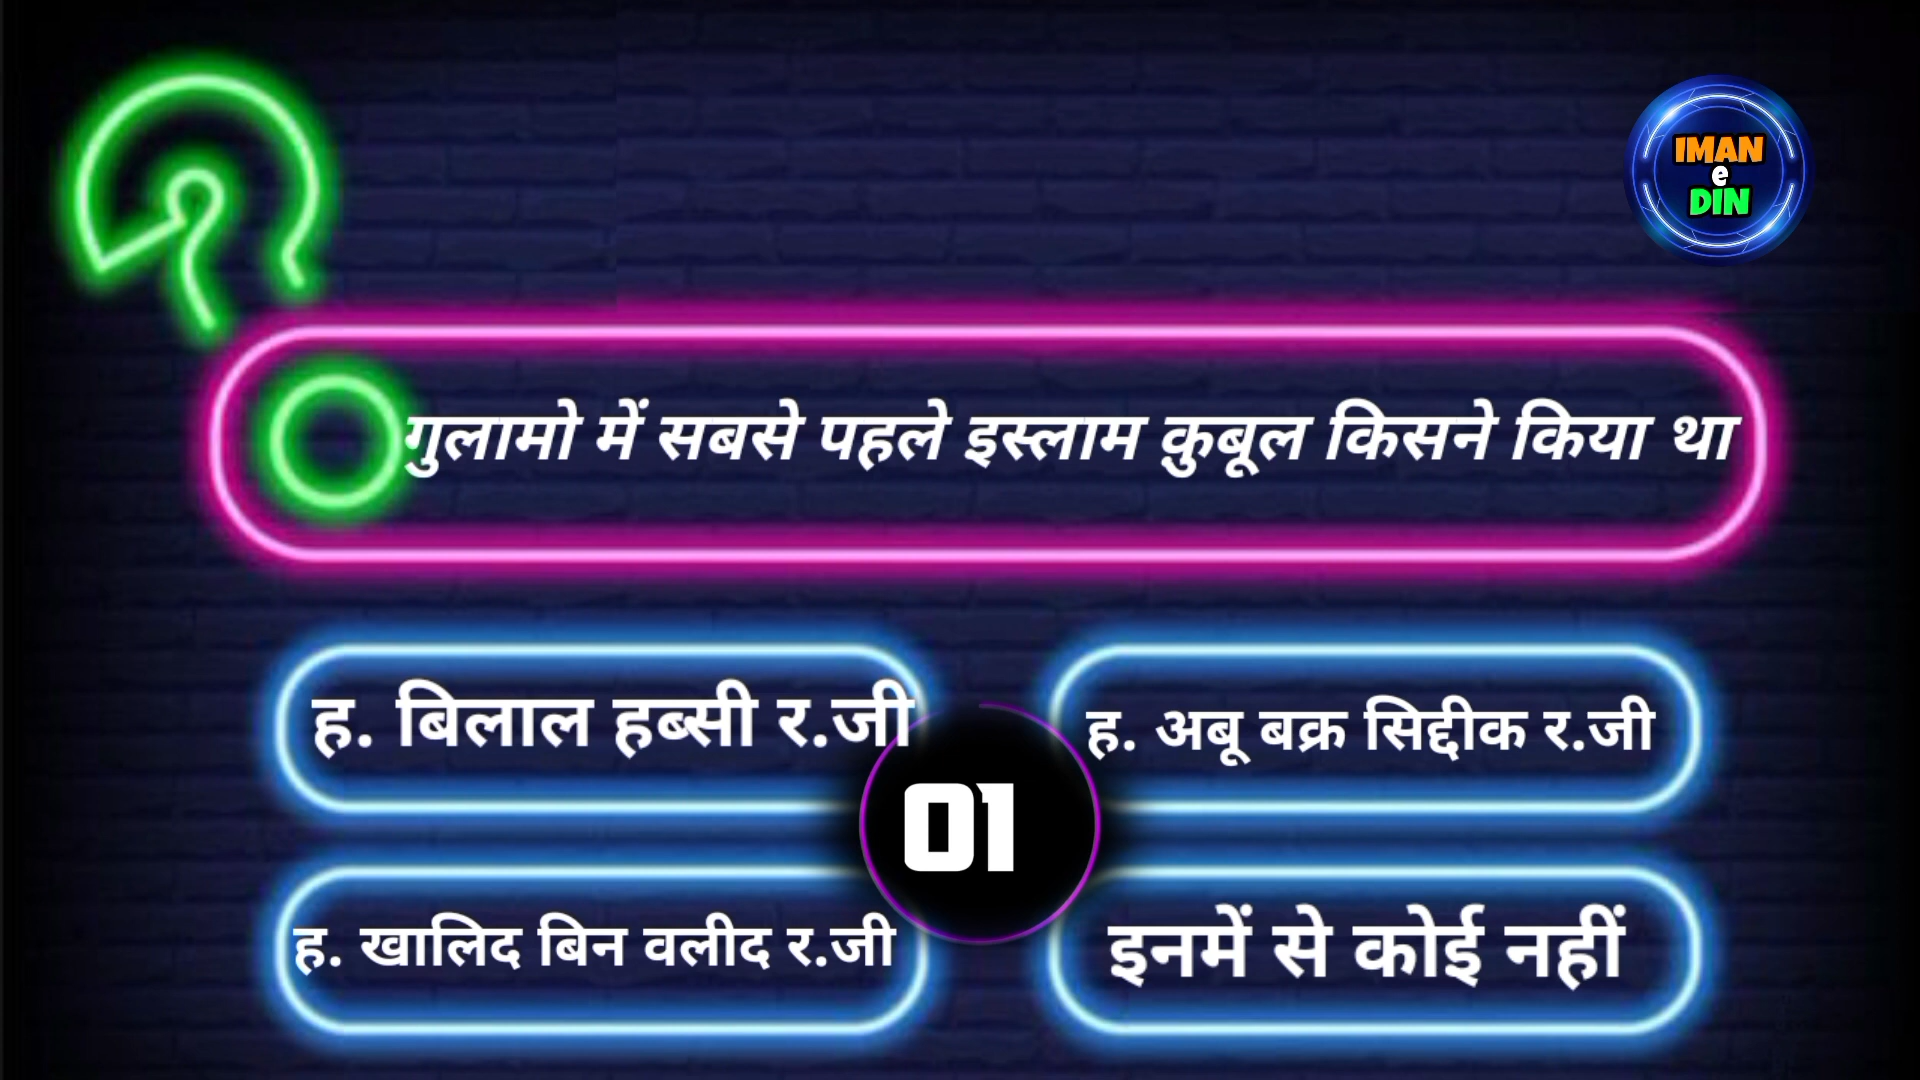 IMAN
e
DIN
गुलामो में सबसे पहले इस्लाम क़ुबूल किसने किया था
ह. बिलाल हब्सी र.जी
ह. अबू बक्र सिद्दीक र.जी
01
ह. खालिद बिन वलीद र.जी
इनमें से कोई नहीं